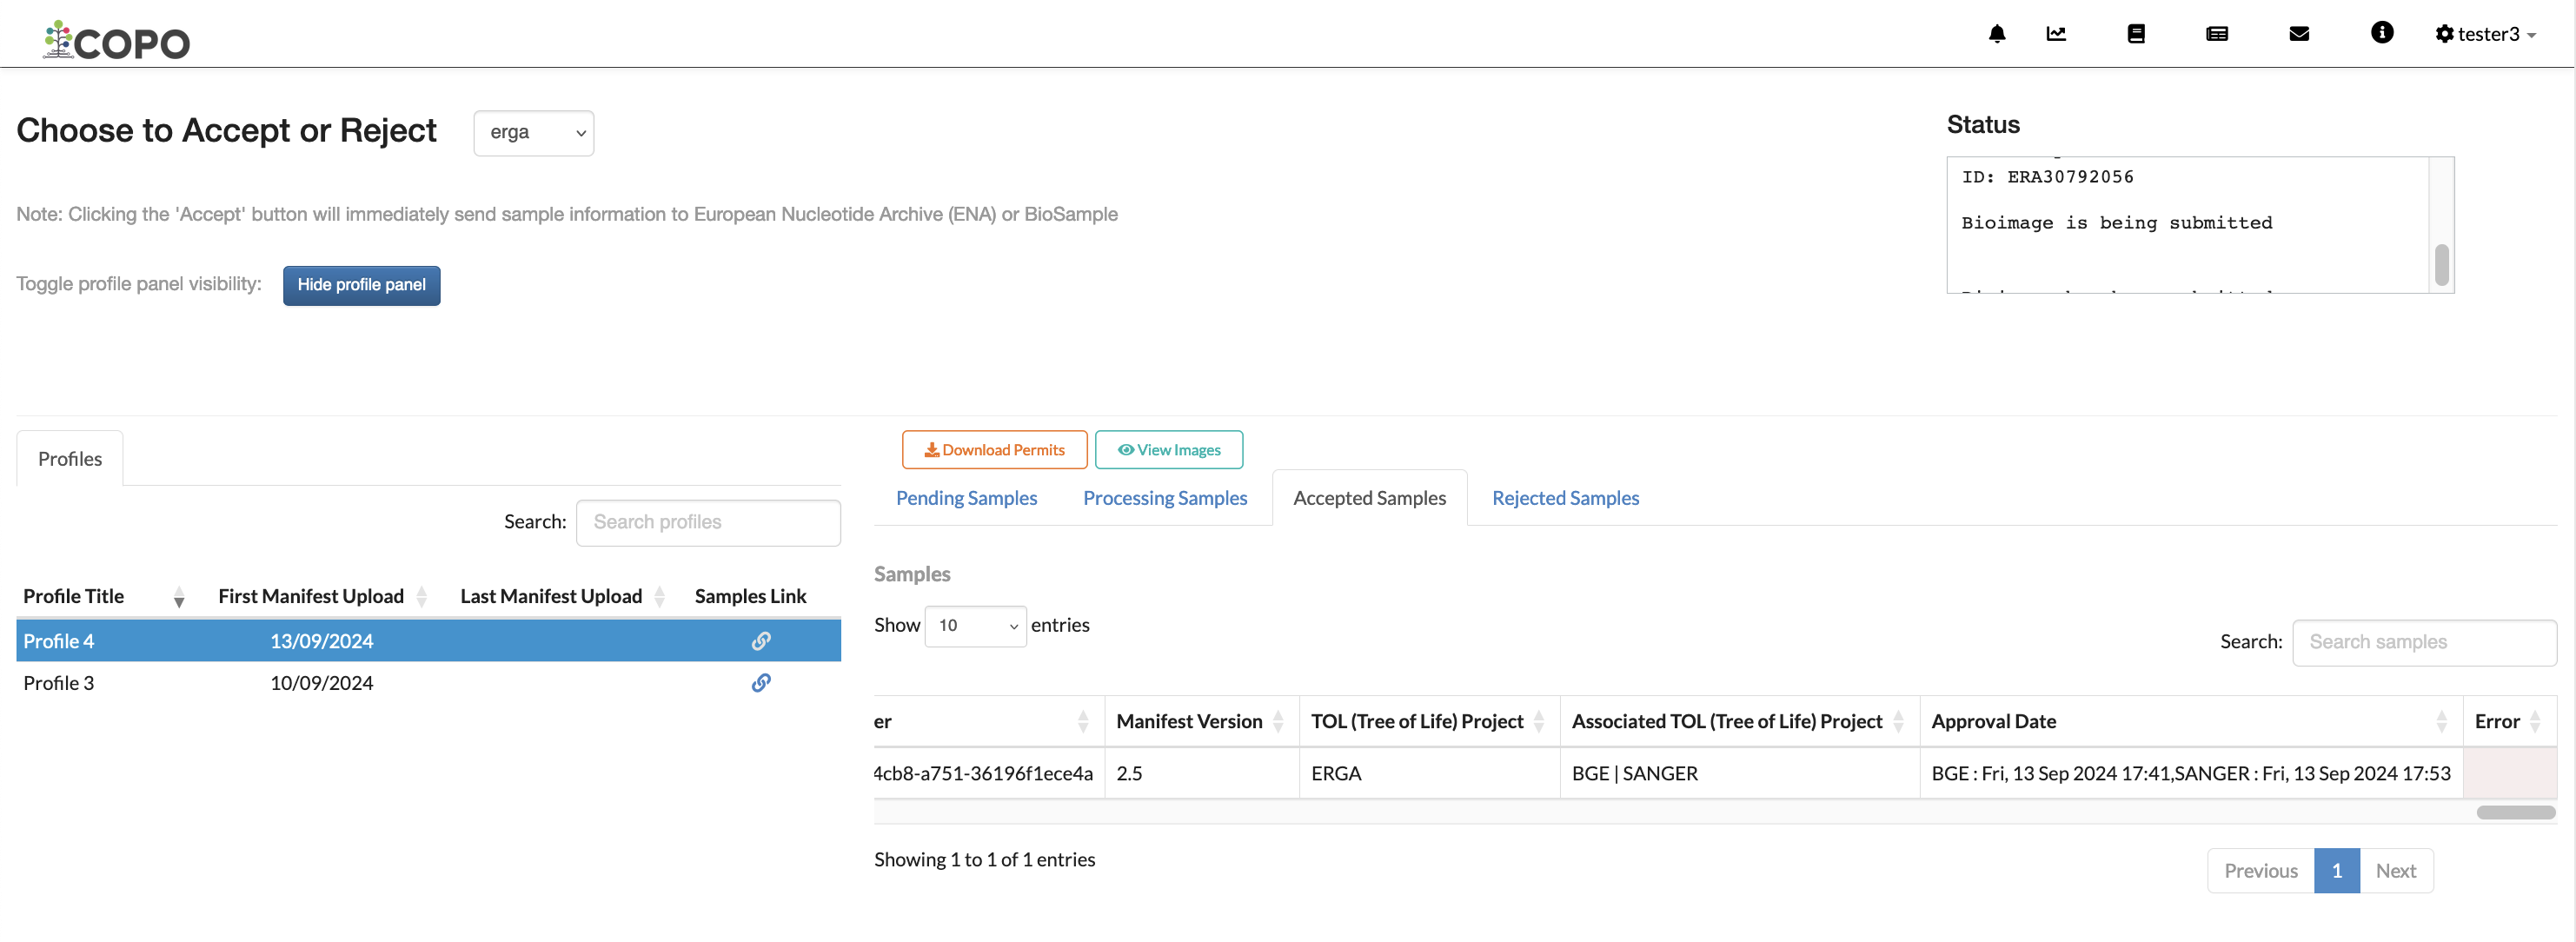 COPO
tester3
Choose to Accept or Reject
erga
Note: Clicking the 'Accept' button will immediately send sample information to European Nucleotide Archive (ENA) or BioSample
Toggle profile panel visibility:
Hide profile panel
Status
ID: ERA30792056
Bioimage is being submitted
Profiles
Search:
Search profiles
Profile Title First Manifest Upload Last Manifest Upload Samples Link
Profile 4 13/09/2024
Profile 3 10/09/2024
Download Permits
View Images
Pending Samples
Processing Samples
Accepted Samples
Rejected Samples
Samples
Show 10 entries
Search:
Search samples
er Manifest Version TOL (Tree of Life) Project Associated TOL (Tree of Life) Project Approval Date Error
4cb8-a751-36196f1ece4a 2.5 ERGA BGE | SANGER BGE : Fri, 13 Sep 2024 17:41,SANGER : Fri, 13 Sep 2024 17:53
Showing 1 to 1 of 1 entries
Previous 1 Next